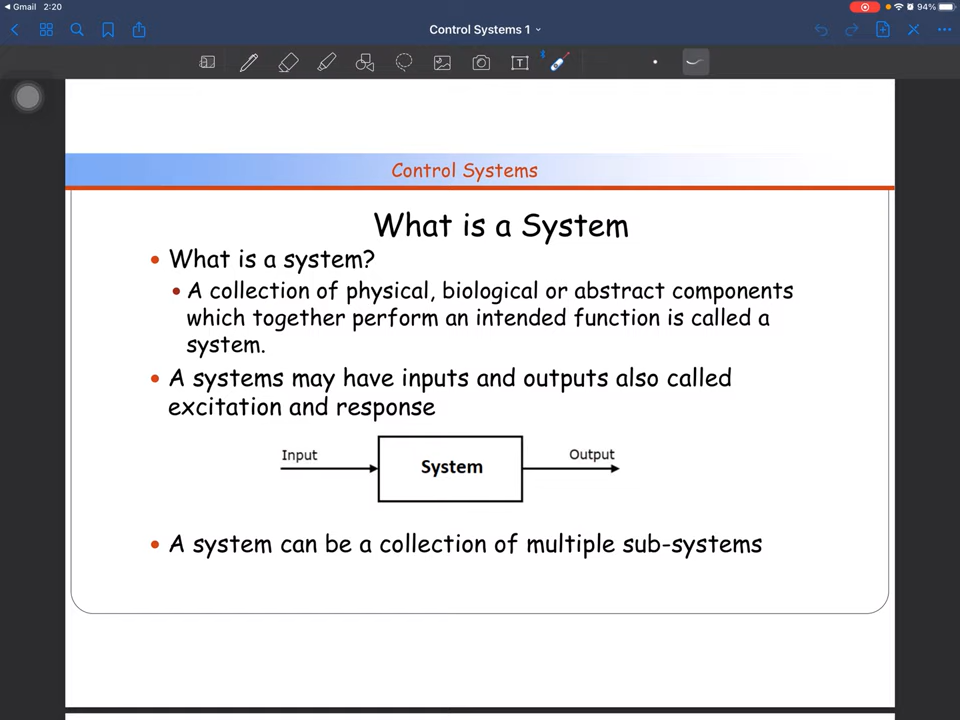 Gmail 2:20 94%
Control Systems 1
T
Control Systems
What is a System
• What is a system?
• A collection of physical, biological or abstract components
which together perform an intended function is called a
system.
• A systems may have inputs and outputs also called
excitation and response
Input System Output
• A system can be a collection of multiple sub-systems